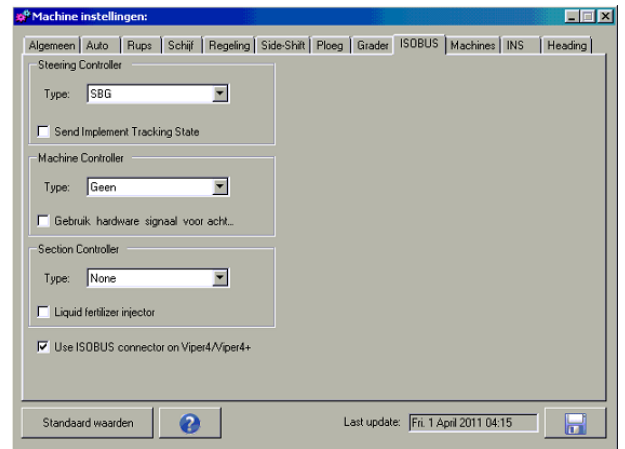 Machine instellingen:
Algemeen Auto Rups Schijf Regeling Side-Shift Ploeg Grader ISOBUS Machines INS Heading
Steering Controller
Type: SBG
Send Implement Tracking State
Machine Controller
Type: Geen
Gebruik hardware signaal voor acht...
Section Controller
Type: None
Liquid fertilizer injector
Use ISOBUS connector on Viper4/Viper4+
Standaard waarden ? Last update: Fri. 1 April 2011 04:15